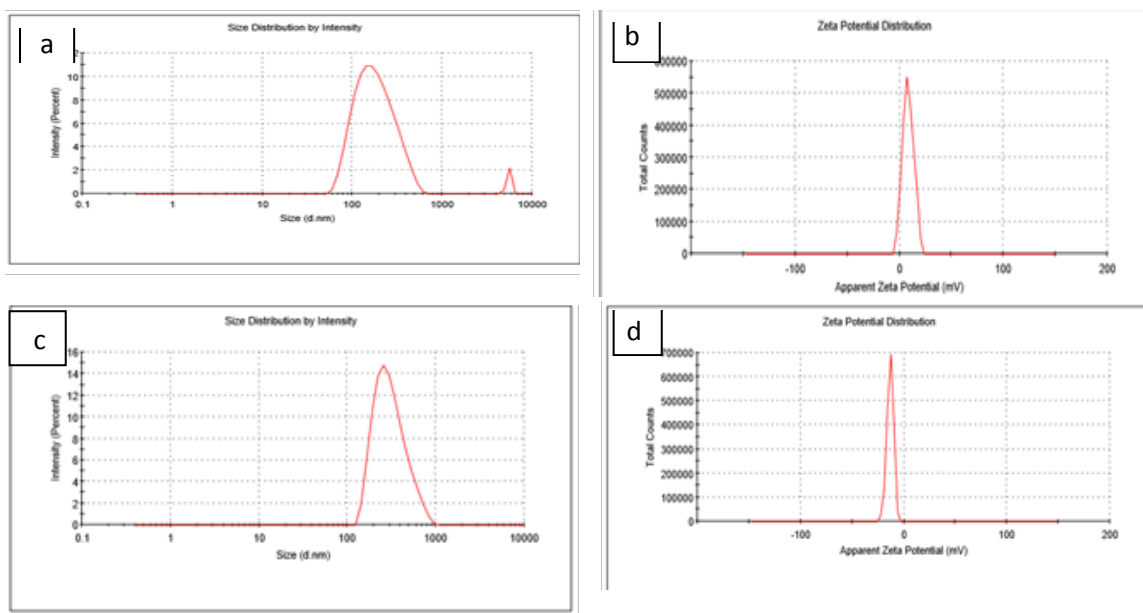 a
Size Distribution by Intensity
12
10
8
6
4
2
0
Intensity (Percent)
0.1 1 10 100 1000 10000
Size (d.nm)
b
Zeta Potential Distribution
600000
500000
400000
300000
200000
100000
0
Total Counts
-100 0 100 200
Apparent Zeta Potential (mV)
c
Size Distribution by Intensity
16
14
12
10
8
6
4
2
0
Intensity (Percent)
0.1 1 10 100 1000 10000
Size (d.nm)
d
Zeta Potential Distribution
700000
600000
500000
400000
300000
200000
100000
0
Total Counts
-100 0 100 200
Apparent Zeta Potential (mV)